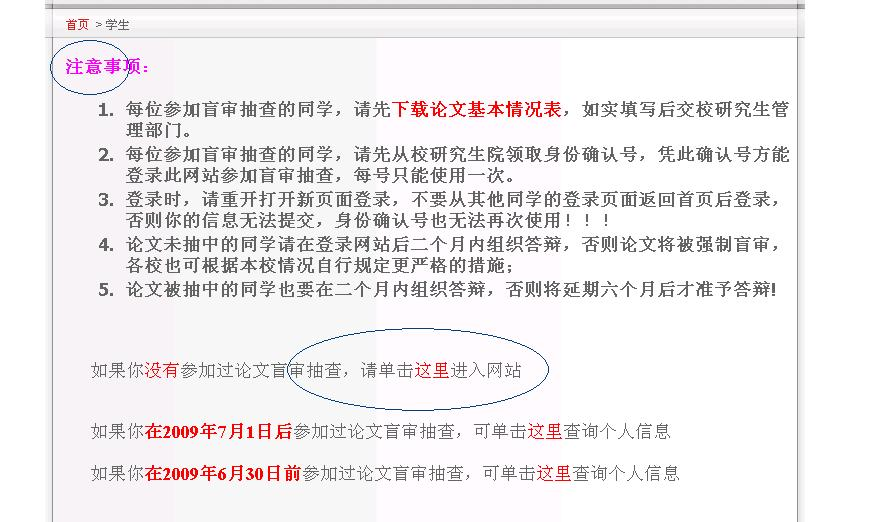 首页 > 学生
注意事项：
1. 每位参加盲审抽查的同学，请先下载论文基本情况表，如实填写后交校研究生管
理部门。
2. 每位参加盲审抽查的同学，请先从校研究生院领取身份确认号，凭此确认号方能
登录此网站参加盲审抽查，每号只能使用一次。
3. 登录时，请重开打开新页面登录，不要从其他同学的登录页面返回首页后登录，
否则你的信息无法提交，身份确认号也无法再次使用！！！
4. 论文未抽中的同学请在登录网站后二个月内组织答辩，否则论文将被强制盲审，
各校也可根据本校情况自行规定更严格的措施；
5. 论文被抽中的同学也要在二个月内组织答辩，否则将延期六个月后才准予答辩!
如果你没有参加过论文盲审抽查，请单击这里进入网站
如果你在2009年7月1日后参加过论文盲审抽查，可单击这里查询个人信息
如果你在2009年6月30日前参加过论文盲审抽查，可单击这里查询个人信息